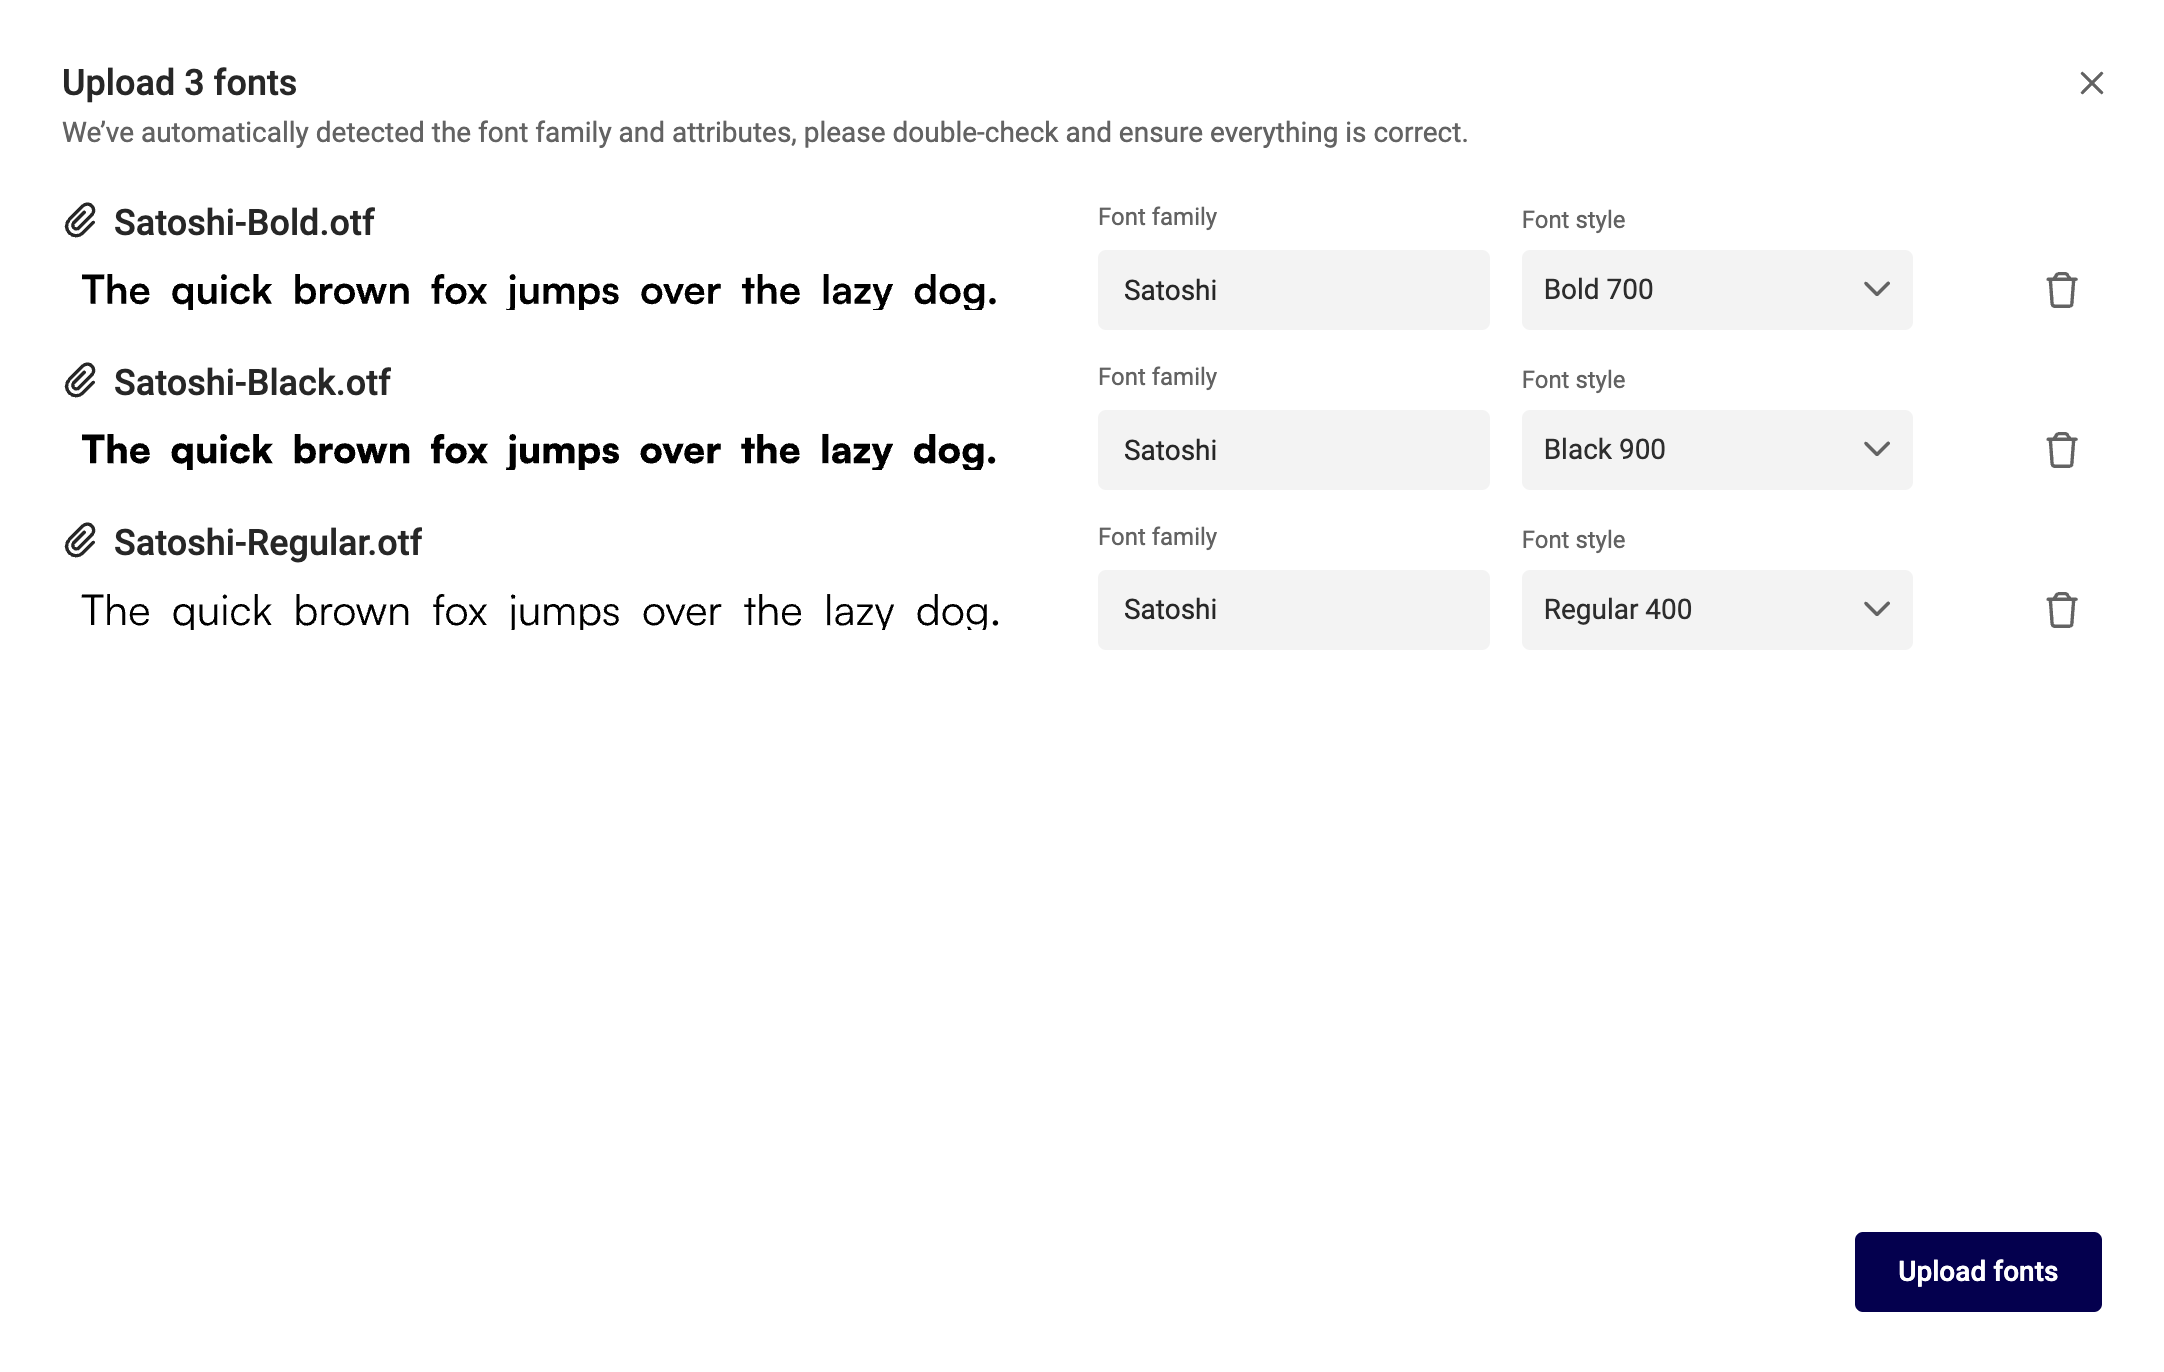 Upload 3 fonts
We’ve automatically detected the font family and attributes, please double-check and ensure everything is correct.
Satoshi-Bold.otf
The quick brown fox jumps over the lazy dog.
Font family
Satoshi
Font style
Bold 700
Satoshi-Black.otf
The quick brown fox jumps over the lazy dog.
Font family
Satoshi
Font style
Black 900
Satoshi-Regular.otf
The quick brown fox jumps over the lazy dog.
Font family
Satoshi
Font style
Regular 400
Upload fonts